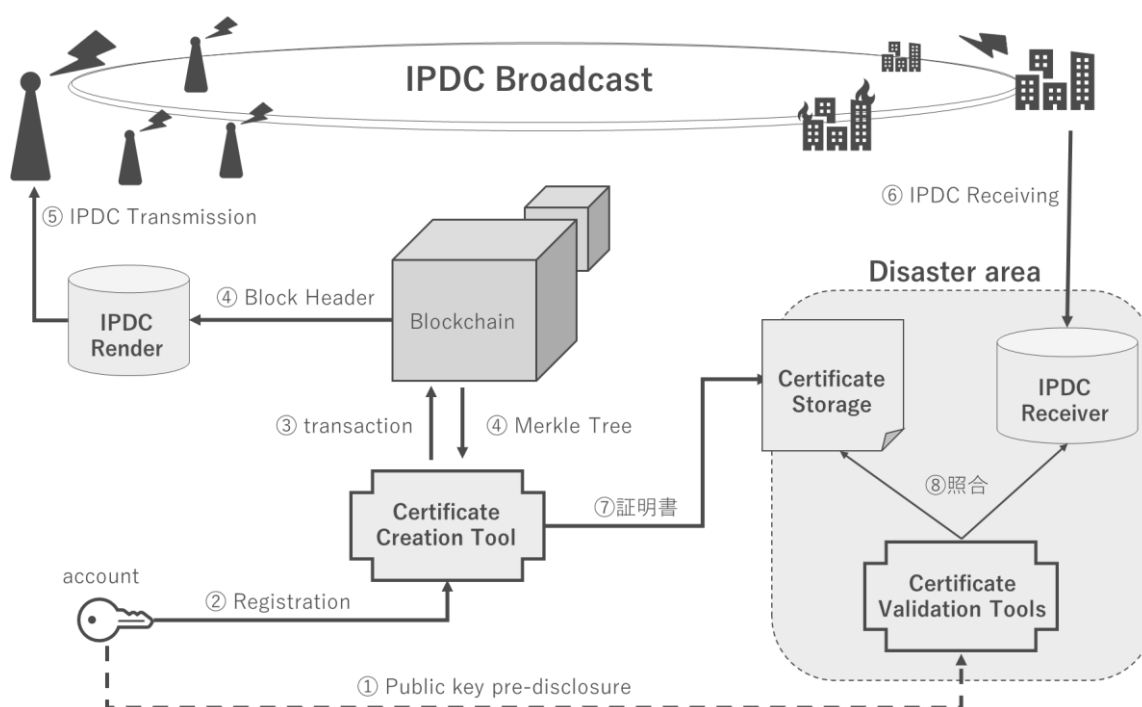 IPDC Broadcast
⑤ IPDC Transmission
⑥ IPDC Receiving
Disaster area
④ Block Header
Blockchain
IPDC
Render
Certificate
Storage
IPDC
Receiver
③ transaction
④ Merkle Tree
⑧照合
⑦証明書
Certificate
Creation Tool
account
② Registration
Certificate
Validation Tools
① Public key pre-disclosure